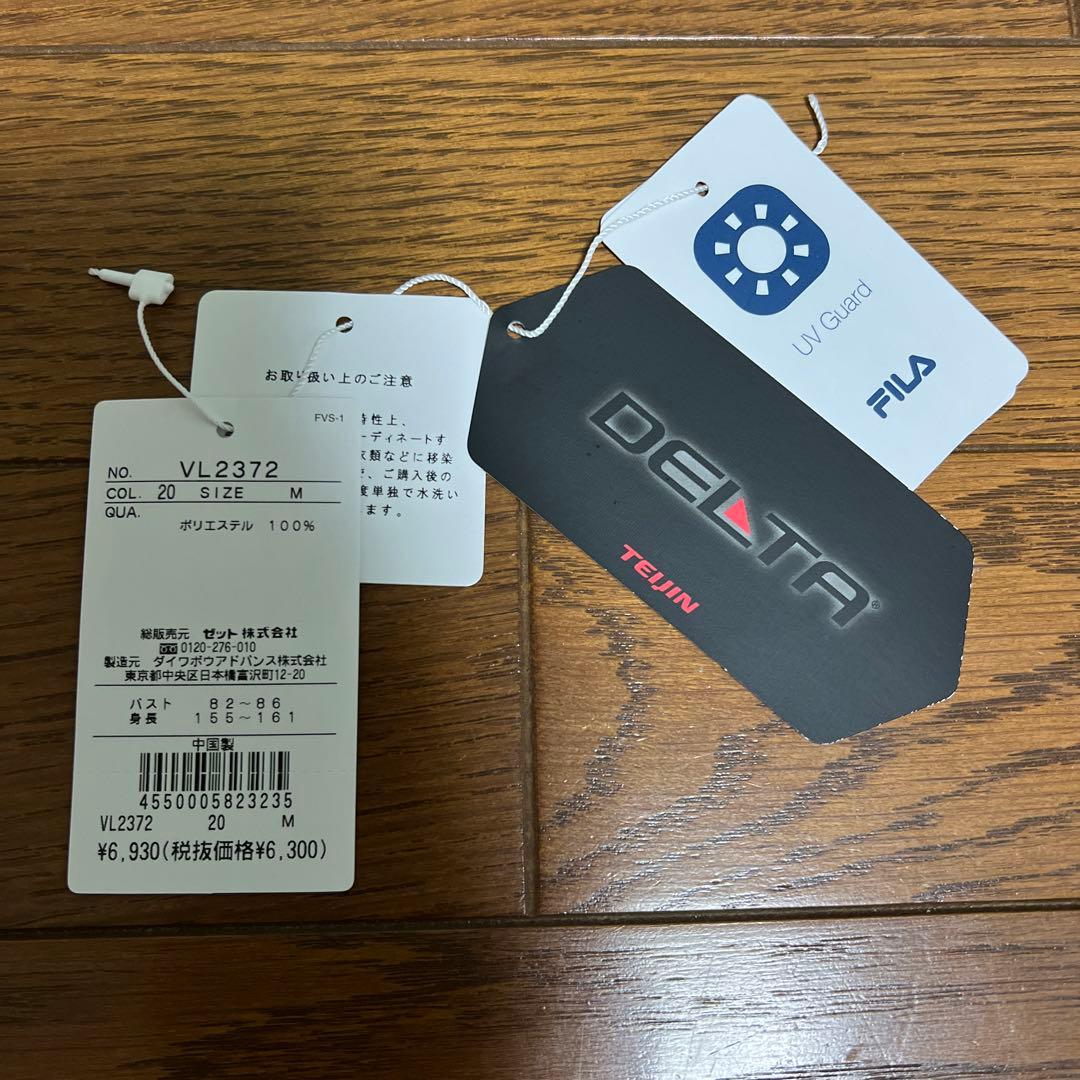 NO. VL2372
COL. 20 SIZE M
QUA.
ポリエステル 100%
総販売元 ゼット株式会社
0120-276-010
製造元 ダイワボウアドバンス株式会社
東京都中央区日本橋富沢町12-20
バスト 82~86
身長 155~161
中国製
4550005823235
VL2372 20 M
¥6,930(税抜価格¥6,300)
お取り扱い上のご注意
FVS-1
特性上、
ーディネートす
衣類などに移染
、ご購入後の
度単独で水洗い
ます。
DELTA®
TEIJIN
UV Guard
FILA